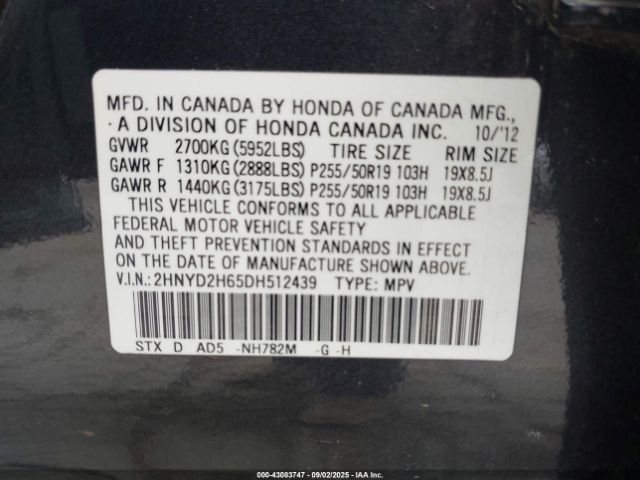 MFD. IN CANADA BY HONDA OF CANADA MFG.,
A DIVISION OF HONDA CANADA INC. 10/'12
GVWR 2700KG (5952LBS) TIRE SIZE RIM SIZE
GAWR F 1310KG (2888LBS) P255/50R19 103H 19X8.5J
GAWR R 1440KG (3175LBS) P255/50R19 103H 19X8.5J
THIS VEHICLE CONFORMS TO ALL APPLICABLE
FEDERAL MOTOR VEHICLE SAFETY
AND THEFT PREVENTION STANDARDS IN EFFECT
ON THE DATE OF MANUFACTURE SHOWN ABOVE.
V.I.N.: 2HNYD2H65DH512439 TYPE: MPV
STX D AD5 -NH782M -G -H
000-43083747 - 09/02/2025 - IAAI Inc.